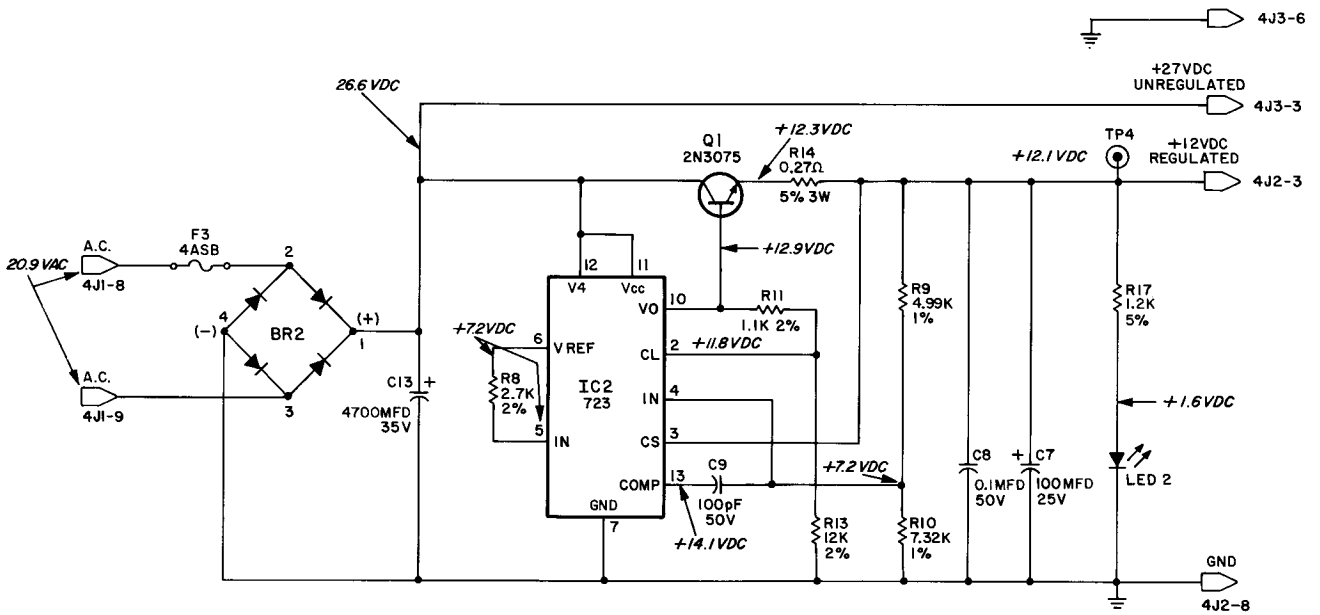 4J3-6
+27VDC
UNREGULATED
4J3-3
26.6 VDC
Q1
2N3075
+12.3VDC
R14
0.27Ω
5% 3W
+12.1VDC
TP4
+12VDC
REGULATED
4J2-3
20.9 VAC
A.C.
4J1-8
F3
4ASB
2
4
(-)
BR2
(+)
1
3
A.C.
4J1-9
C13
+
4700MFD
35V
12
11
V4
Vcc
+12.9VDC
VO
10
R11
1.1K 2%
+7.2VDC
6
V REF
CL
2
+11.8VDC
R8
2.7K
2%
IC2
723
IN
4
5
IN
CS
3
COMP
13
C9
100pF
50V
+7.2VDC
GND
7
+14.1VDC
R13
12K
2%
R9
4.99K
1%
R10
7.32K
1%
C8
0.1MFD
50V
+
C7
100MFD
25V
R17
1.2K
5%
+1.6VDC
LED 2
GND
4J2-8